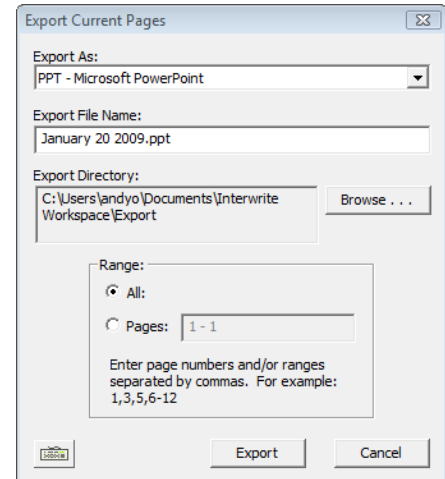 Export Current Pages
Export As:
PPT - Microsoft PowerPoint
Export File Name:
January 20 2009.ppt
Export Directory:
C:\Users\andyo\Documents\Interwrite
Workspace\Export
Browse . . .
Range:
All:
Pages: 1 - 1
Enter page numbers and/or ranges
separated by commas. For example:
1,3,5,6-12
Export Cancel